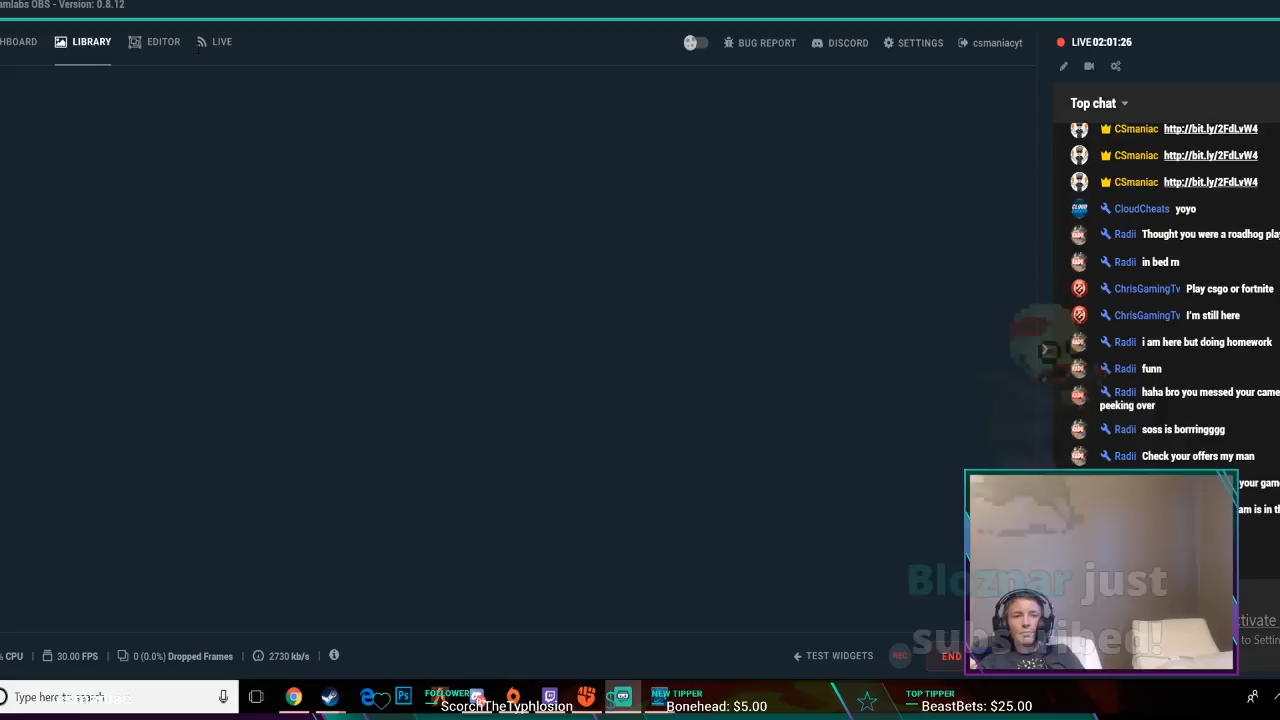 amlabs OBS - Version: 0.8.12
HBOARD LIBRARY EDITOR LIVE BUG REPORT DISCORD SETTINGS csmaniacyt
LIVE 02:01:26
Top chat
CSmaniac http://bit.ly/2FdLvW4
CSmaniac http://bit.ly/2FdLvW4
CSmaniac http://bit.ly/2FdLvW4
CloudCheats yoyo
Radii Thought you were a roadhog pla
Radii in bed rn
ChrisGamingTv Play csgo or fortnite
ChrisGamingTv I'm still here
Radii i am here but doing homework
Radii funn
Radii haha bro you messed your came
peeking over
Radii soss is borrringggg
Radii Check your offers my man
your gam
am is in th
Bloznar just
subscribed!
ctivate
to Settin
% CPU 30.00 FPS 0 (0.0%) Dropped Frames 2730 kb/s TEST WIDGETS REC END
Type here to search
FOLLOWER
ScorchTheTyphlosion
NEW TIPPER
Bonehead: $5.00
TOP TIPPER
BeastBets: $25.00